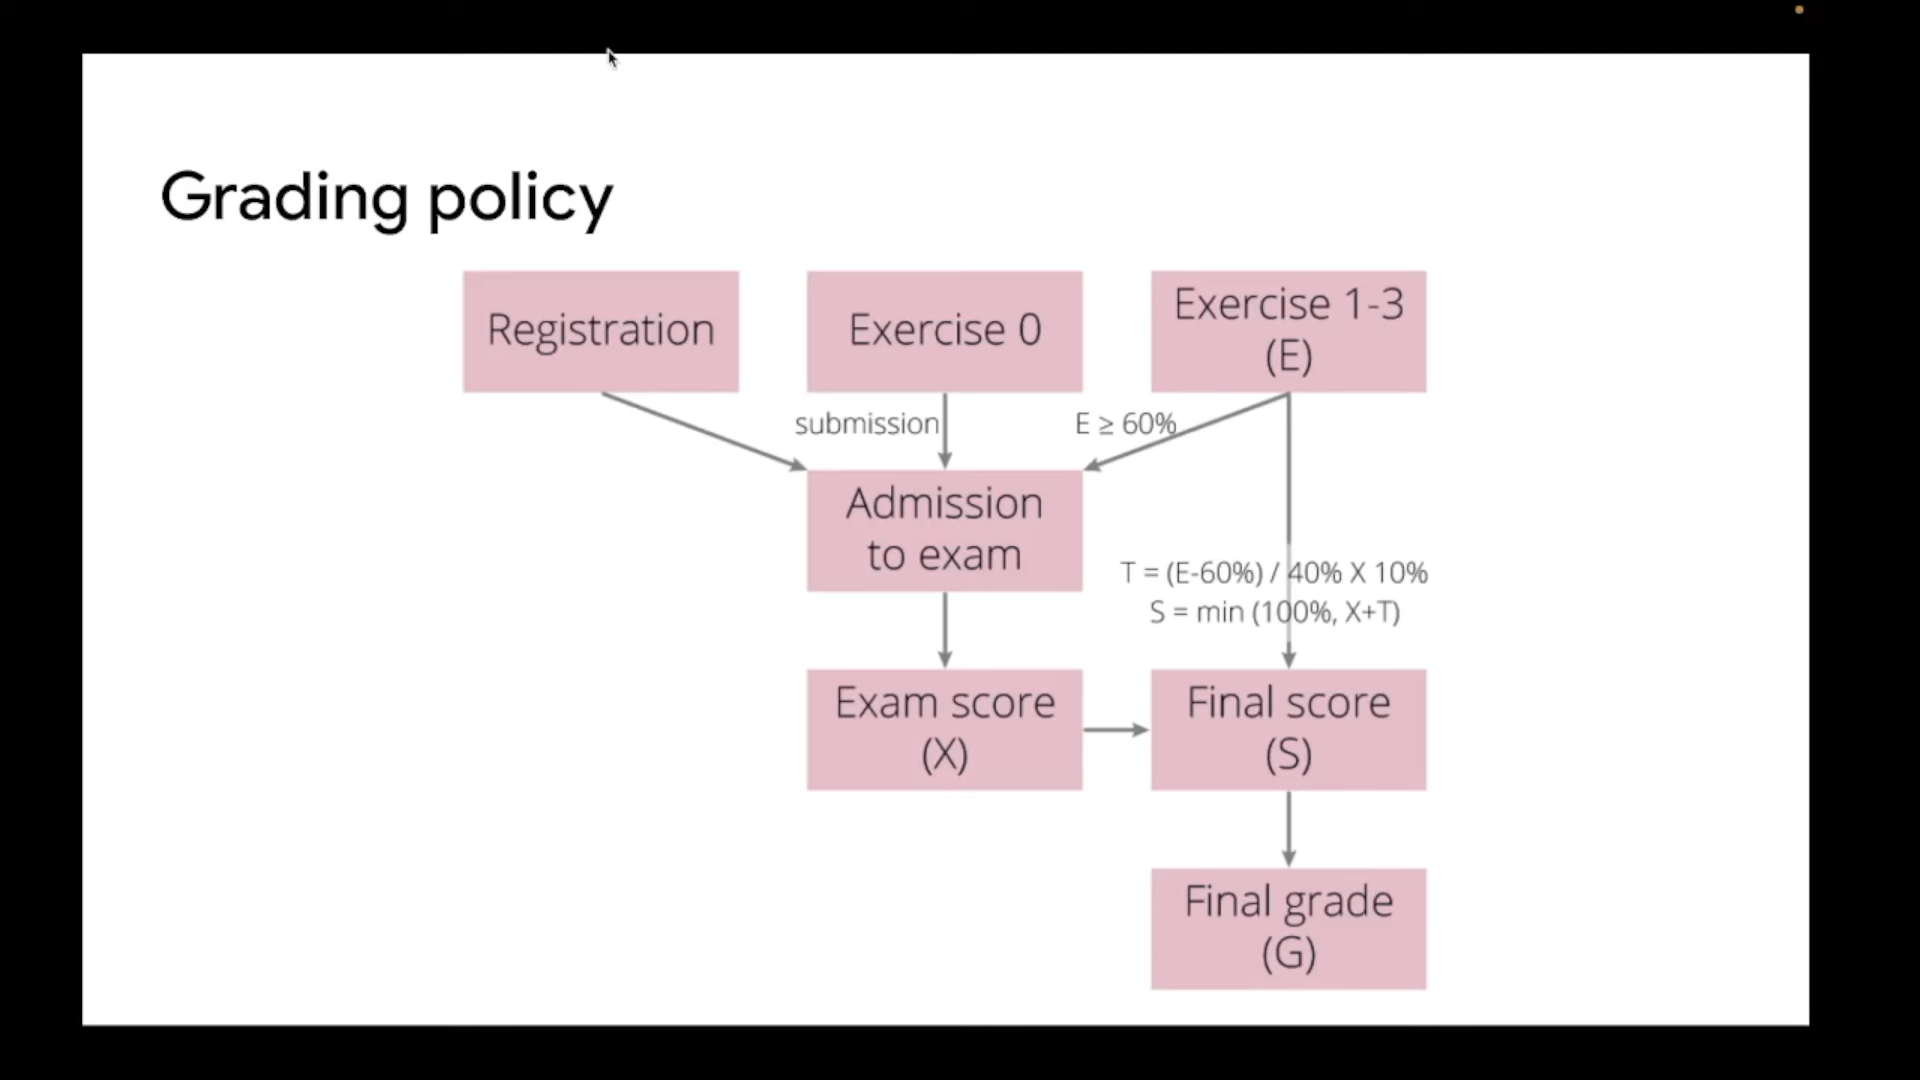 Grading policy
Registration
Exercise 0
Exercise 1-3
(E)
submission
E ≥ 60%
Admission
to exam
T = (E-60%) / 40% X 10%
S = min (100%, X+T)
Exam score
(X)
Final score
(S)
Final grade
(G)